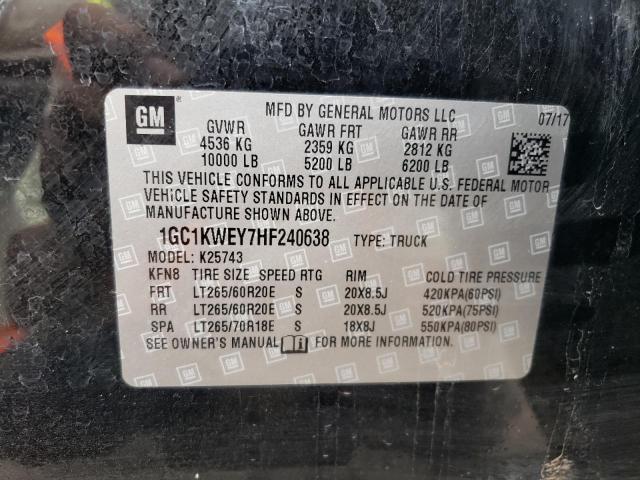 GM
MFD BY GENERAL MOTORS LLC 07/17
GVWR GAWR FRT GAWR RR
4536 KG 2359 KG 2812 KG
10000 LB 5200 LB 6200 LB
THIS VEHICLE CONFORMS TO ALL APPLICABLE U.S. FEDERAL MOTOR
VEHICLE SAFETY STANDARDS IN EFFECT ON THE DATE OF
MANUFACTURE SHOWN ABOVE.
1GC1KWEY7HF240638 TYPE: TRUCK
MODEL: K25743
KFN8 TIRE SIZE SPEED RTG RIM COLD TIRE PRESSURE
FRT LT265/60R20E S 20X8.5J 420KPA(60PSI)
RR LT265/60R20E S 20X8.5J 520KPA(75PSI)
SPA LT265/70R18E S 18X8J 550KPA(80PSI)
SEE OWNER'S MANUAL FOR MORE INFORMATION.